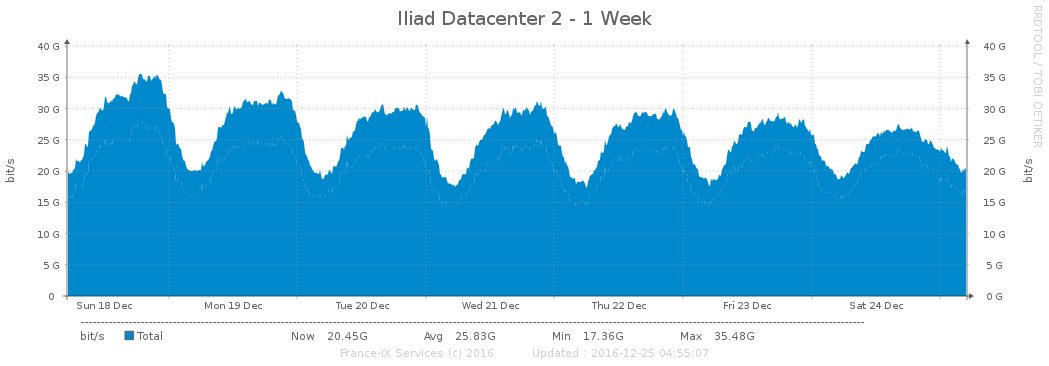 Iliad Datacenter 2 - 1 Week
RRDTOOL / TOBI OETIKER
40 G 40 G
35 G 35 G
30 G 30 G
25 G 25 G
20 G 20 G
15 G 15 G
10 G 10 G
5 G 5 G
0 0 G
bit/s bit/s
Sun 18 Dec Mon 19 Dec Tue 20 Dec Wed 21 Dec Thu 22 Dec Fri 23 Dec Sat 24 Dec
bit/s Total Now 20.45G Avg 25.83G Min 17.36G Max 35.48G
France-IX Services (c) 2016 Updated : 2016-12-25 04:55:07